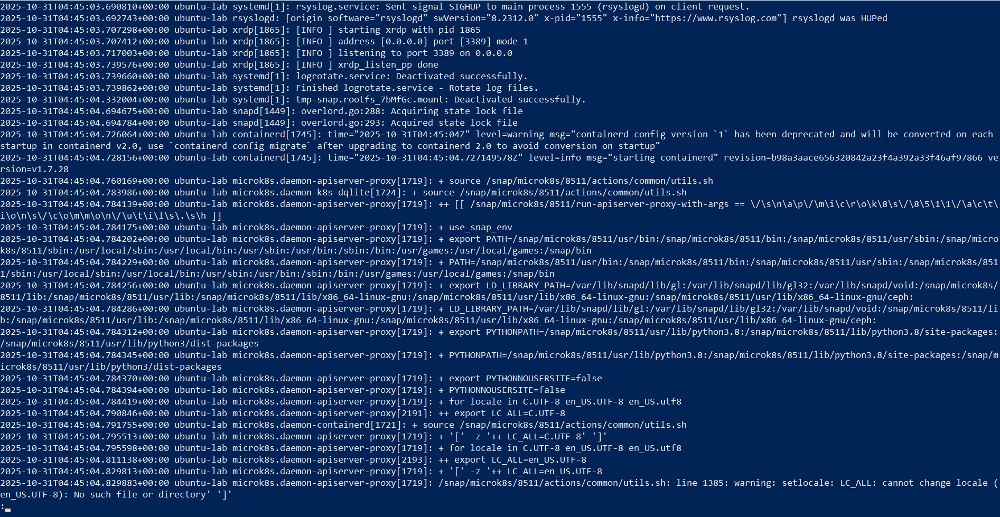 2025-10-31T04:45:03.690810+00:00 ubuntu-lab systemd[1]: rsyslog.service: Sent signal SIGHUP to main process 1555 (rsyslogd) on client request.
2025-10-31T04:45:03.692743+00:00 ubuntu-lab rsyslogd: [origin software="rsyslogd" swVersion="8.2312.0" x-pid="1555" x-info="https://www.rsyslog.com"] rsyslogd was HUPed
2025-10-31T04:45:03.707298+00:00 ubuntu-lab xrdp[1865]: [INFO ] starting xrdp with pid 1865
2025-10-31T04:45:03.707412+00:00 ubuntu-lab xrdp[1865]: [INFO ] address [0.0.0.0] port [3389] mode 1
2025-10-31T04:45:03.717003+00:00 ubuntu-lab xrdp[1865]: [INFO ] listening to port 3389 on 0.0.0.0
2025-10-31T04:45:03.739576+00:00 ubuntu-lab xrdp[1865]: [INFO ] xrdp_listen_pp done
2025-10-31T04:45:03.739660+00:00 ubuntu-lab systemd[1]: logrotate.service: Deactivated successfully.
2025-10-31T04:45:03.739862+00:00 ubuntu-lab systemd[1]: Finished logrotate.service - Rotate log files.
2025-10-31T04:45:04.332004+00:00 ubuntu-lab systemd[1]: tmp-snap.rootfs_7bMfGc.mount: Deactivated successfully.
2025-10-31T04:45:04.694675+00:00 ubuntu-lab snapd[1449]: overlord.go:288: Acquiring state lock file
2025-10-31T04:45:04.694784+00:00 ubuntu-lab snapd[1449]: overlord.go:293: Acquired state lock file
2025-10-31T04:45:04.726064+00:00 ubuntu-lab containerd[1745]: time="2025-10-31T04:45:04Z" level=warning msg="containerd config version `1` has been deprecated and will be converted on each
startup in containerd v2.0, use `containerd config migrate` after upgrading to containerd 2.0 to avoid conversion on startup"
2025-10-31T04:45:04.728156+00:00 ubuntu-lab containerd[1745]: time="2025-10-31T04:45:04.727149578Z" level=info msg="starting containerd" revision=b98a3aace656320842a23f4a392a33f46af97866 ve
rsion=v1.7.28
2025-10-31T04:45:04.760169+00:00 ubuntu-lab microk8s.daemon-apiserver-proxy[1719]: + source /snap/microk8s/8511/actions/common/utils.sh
2025-10-31T04:45:04.783986+00:00 ubuntu-lab microk8s.daemon-k8s-dqlite[1724]: + source /snap/microk8s/8511/actions/common/utils.sh
2025-10-31T04:45:04.784139+00:00 ubuntu-lab microk8s.daemon-apiserver-proxy[1719]: ++ [[ /snap/microk8s/8511/run-apiserver-proxy-with-args == \/\s\n\a\p\/\m\i\c\r\o\k\8\s\/\8\5\1\1\/\a\c\t\
i\o\n\s\/\c\o\m\m\o\n\/\u\t\i\l\s\.\s\h ]]
2025-10-31T04:45:04.784175+00:00 ubuntu-lab microk8s.daemon-apiserver-proxy[1719]: + use_snap_env
2025-10-31T04:45:04.784202+00:00 ubuntu-lab microk8s.daemon-apiserver-proxy[1719]: + export PATH=/snap/microk8s/8511/usr/bin:/snap/microk8s/8511/bin:/snap/microk8s/8511/usr/sbin:/snap/micro
k8s/8511/sbin:/usr/local/sbin:/usr/local/bin:/usr/sbin:/usr/bin:/sbin:/bin:/usr/games:/usr/local/games:/snap/bin
2025-10-31T04:45:04.784229+00:00 ubuntu-lab microk8s.daemon-apiserver-proxy[1719]: + PATH=/snap/microk8s/8511/usr/bin:/snap/microk8s/8511/bin:/snap/microk8s/8511/usr/sbin:/snap/microk8s/851
1/sbin:/usr/local/sbin:/usr/local/bin:/usr/sbin:/usr/bin:/sbin:/bin:/usr/games:/usr/local/games:/snap/bin
2025-10-31T04:45:04.784256+00:00 ubuntu-lab microk8s.daemon-apiserver-proxy[1719]: + export LD_LIBRARY_PATH=/var/lib/snapd/lib/gl:/var/lib/snapd/lib/gl32:/var/lib/snapd/void:/snap/microk8s/
8511/lib:/snap/microk8s/8511/usr/lib:/snap/microk8s/8511/lib/x86_64-linux-gnu:/snap/microk8s/8511/usr/lib/x86_64-linux-gnu:/snap/microk8s/8511/usr/lib/x86_64-linux-gnu/ceph:
2025-10-31T04:45:04.784286+00:00 ubuntu-lab microk8s.daemon-apiserver-proxy[1719]: + LD_LIBRARY_PATH=/var/lib/snapd/lib/gl:/var/lib/snapd/lib/gl32:/var/lib/snapd/void:/snap/microk8s/8511/li
b:/snap/microk8s/8511/usr/lib:/snap/microk8s/8511/lib/x86_64-linux-gnu:/snap/microk8s/8511/usr/lib/x86_64-linux-gnu:/snap/microk8s/8511/usr/lib/x86_64-linux-gnu/ceph:
2025-10-31T04:45:04.784312+00:00 ubuntu-lab microk8s.daemon-apiserver-proxy[1719]: + export PYTHONPATH=/snap/microk8s/8511/usr/lib/python3.8:/snap/microk8s/8511/lib/python3.8/site-packages:
/snap/microk8s/8511/usr/lib/python3/dist-packages
2025-10-31T04:45:04.784345+00:00 ubuntu-lab microk8s.daemon-apiserver-proxy[1719]: + PYTHONPATH=/snap/microk8s/8511/usr/lib/python3.8:/snap/microk8s/8511/lib/python3.8/site-packages:/snap/m
icrok8s/8511/usr/lib/python3/dist-packages
2025-10-31T04:45:04.784370+00:00 ubuntu-lab microk8s.daemon-apiserver-proxy[1719]: + export PYTHONNOUSERSITE=false
2025-10-31T04:45:04.784394+00:00 ubuntu-lab microk8s.daemon-apiserver-proxy[1719]: + PYTHONNOUSERSITE=false
2025-10-31T04:45:04.784419+00:00 ubuntu-lab microk8s.daemon-apiserver-proxy[1719]: + for locale in C.UTF-8 en_US.UTF-8 en_US.utf8
2025-10-31T04:45:04.790846+00:00 ubuntu-lab microk8s.daemon-apiserver-proxy[2191]: ++ export LC_ALL=C.UTF-8
2025-10-31T04:45:04.791755+00:00 ubuntu-lab microk8s.daemon-containerd[1721]: + source /snap/microk8s/8511/actions/common/utils.sh
2025-10-31T04:45:04.795513+00:00 ubuntu-lab microk8s.daemon-apiserver-proxy[1719]: + '[' -z '++ LC_ALL=C.UTF-8' ']'
2025-10-31T04:45:04.795598+00:00 ubuntu-lab microk8s.daemon-apiserver-proxy[1719]: + for locale in C.UTF-8 en_US.UTF-8 en_US.utf8
2025-10-31T04:45:04.811138+00:00 ubuntu-lab microk8s.daemon-apiserver-proxy[2193]: ++ export LC_ALL=en_US.UTF-8
2025-10-31T04:45:04.829813+00:00 ubuntu-lab microk8s.daemon-apiserver-proxy[1719]: + '[' -z '++ LC_ALL=en_US.UTF-8
2025-10-31T04:45:04.829883+00:00 ubuntu-lab microk8s.daemon-apiserver-proxy[1719]: /snap/microk8s/8511/actions/common/utils.sh: line 1385: warning: setlocale: LC_ALL: cannot change locale (
en_US.UTF-8): No such file or directory' ']'
: